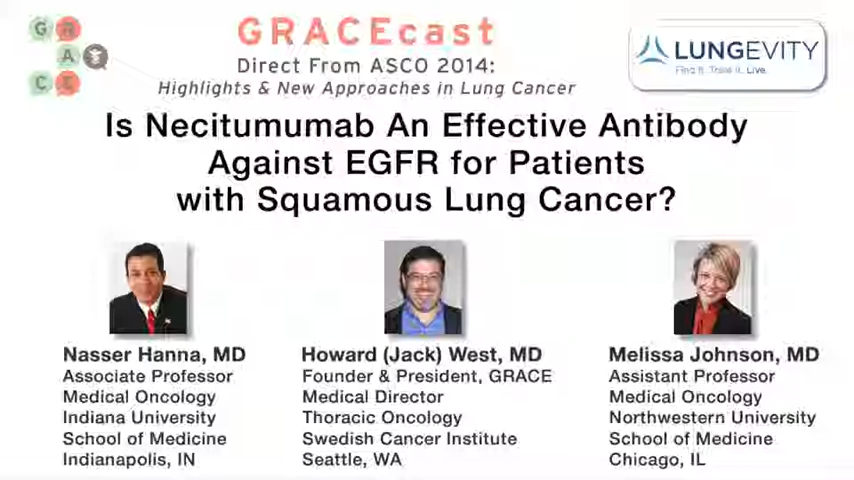 G R
A
C E
GRACEcast
Direct From ASCO 2014:
Highlights & New Approaches in Lung Cancer
LUNGEVITY
Find it. Treat it. Live.
Is Necitumumab An Effective Antibody
Against EGFR for Patients
with Squamous Lung Cancer?
Nasser Hanna, MD
Associate Professor
Medical Oncology
Indiana University
School of Medicine
Indianapolis, IN
Howard (Jack) West, MD
Founder & President, GRACE
Medical Director
Thoracic Oncology
Swedish Cancer Institute
Seattle, WA
Melissa Johnson, MD
Assistant Professor
Medical Oncology
Northwestern University
School of Medicine
Chicago, IL